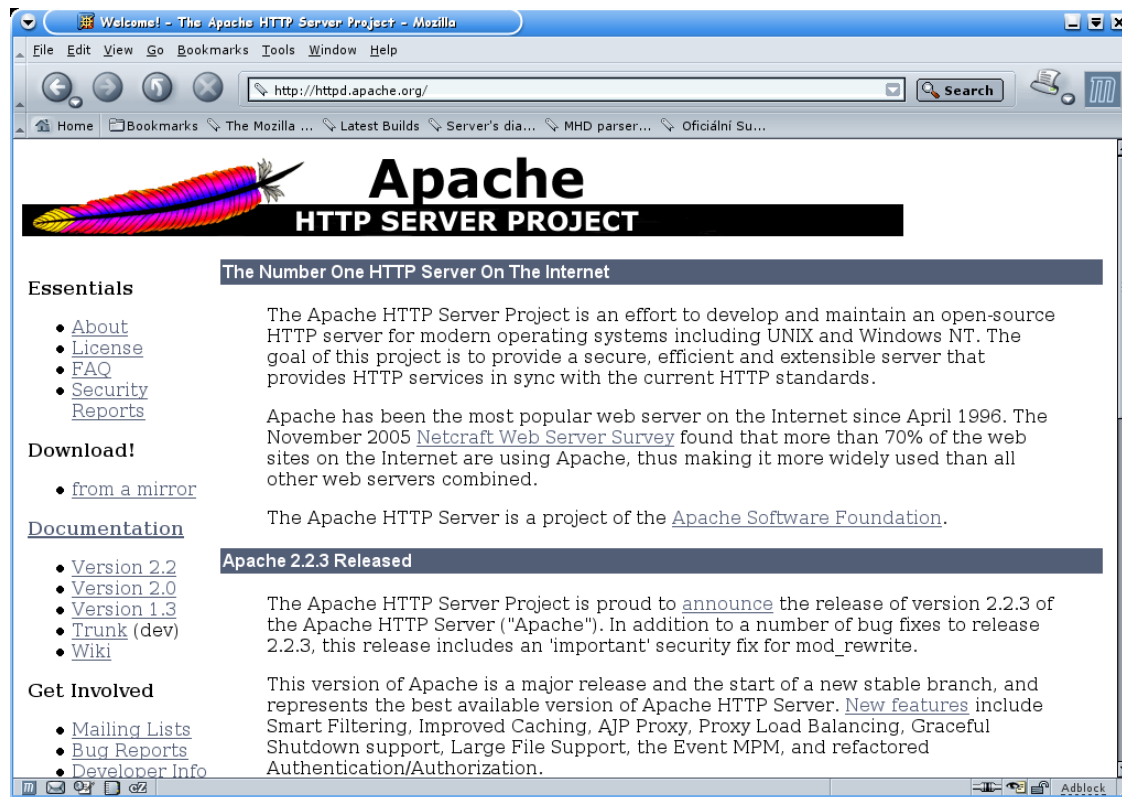 Welcome! - The Apache HTTP Server Project - Mozilla
File Edit View Go Bookmarks Tools Window Help
http://httpd.apache.org/ Search
Home Bookmarks The Mozilla ... Latest Builds Server's dia... MHD parser... Oficiální Su...
Apache
HTTP SERVER PROJECT
Essentials
About
License
FAQ
Security
Reports
Download!
from a mirror
Documentation
Version 2.2
Version 2.0
Version 1.3
Trunk (dev)
Wiki
Get Involved
Mailing Lists
Bug Reports
Developer Info
The Number One HTTP Server On The Internet
The Apache HTTP Server Project is an effort to develop and maintain an open-source
HTTP server for modern operating systems including UNIX and Windows NT. The
goal of this project is to provide a secure, efficient and extensible server that
provides HTTP services in sync with the current HTTP standards.
Apache has been the most popular web server on the Internet since April 1996. The
November 2005 Netcraft Web Server Survey found that more than 70% of the web
sites on the Internet are using Apache, thus making it more widely used than all
other web servers combined.
The Apache HTTP Server is a project of the Apache Software Foundation.
Apache 2.2.3 Released
The Apache HTTP Server Project is proud to announce the release of version 2.2.3 of
the Apache HTTP Server ("Apache"). In addition to a number of bug fixes to release
2.2.3, this release includes an 'important' security fix for mod_rewrite.
This version of Apache is a major release and the start of a new stable branch, and
represents the best available version of Apache HTTP Server. New features include
Smart Filtering, Improved Caching, AJP Proxy, Proxy Load Balancing, Graceful
Shutdown support, Large File Support, the Event MPM, and refactored
Authentication/Authorization.
Adblock